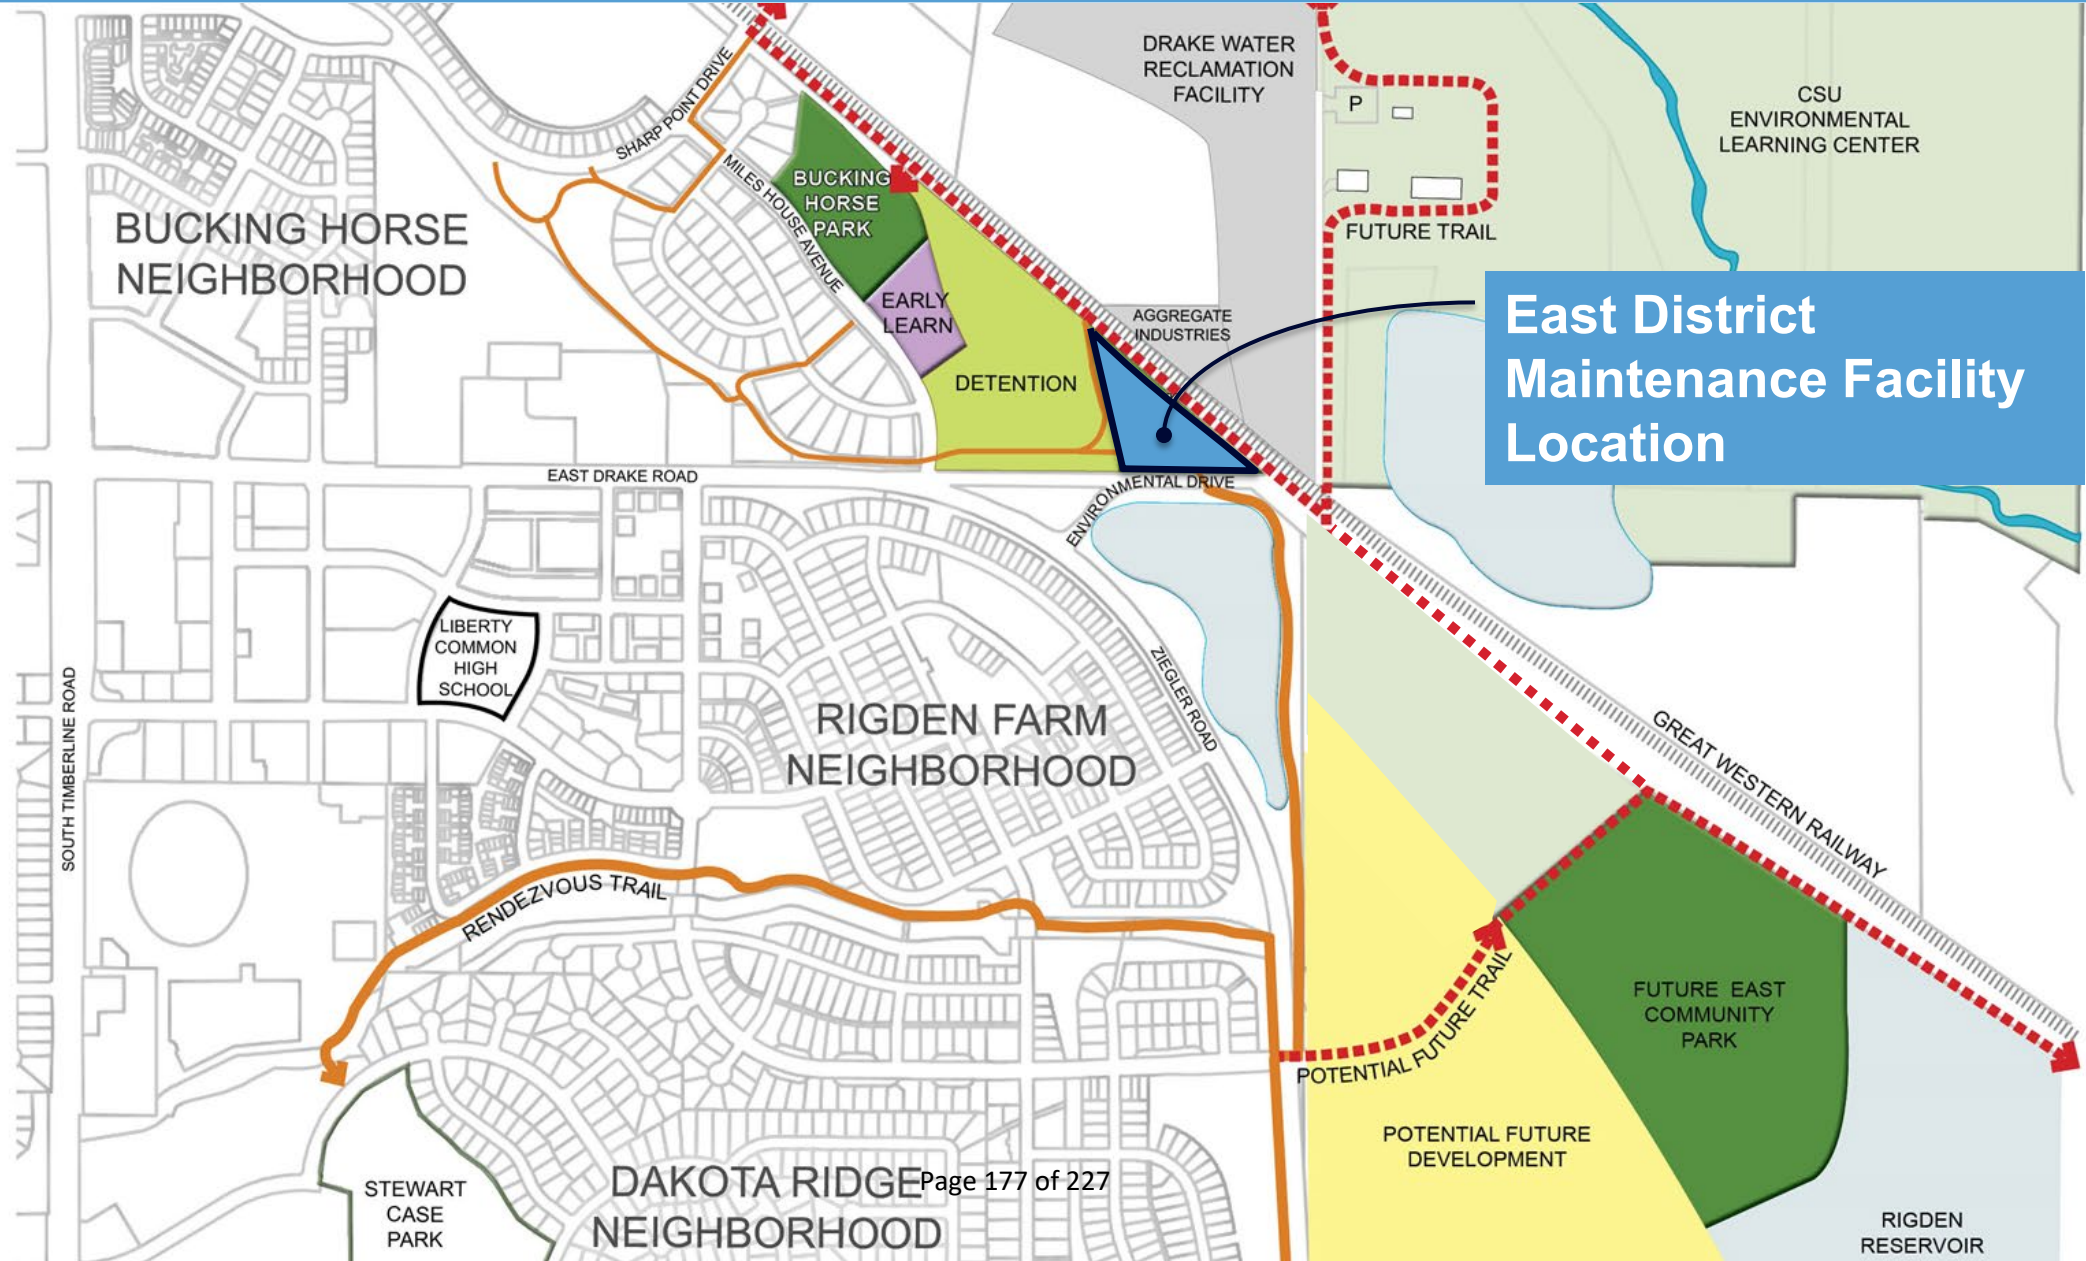 DRAKE WATER
RECLAMATION
FACILITY
CSU
ENVIRONMENTAL
LEARNING CENTER
P
SHARP POINT DRIVE
MILES HOUSE AVENUE
BUCKING
HORSE
PARK
BUCKING HORSE
NEIGHBORHOOD
FUTURE TRAIL
EARLY
LEARN
AGGREGATE
INDUSTRIES
East District
Maintenance Facility
Location
DETENTION
EAST DRAKE ROAD
ENVIRONMENTAL DRIVE
LIBERTY
COMMON
HIGH
SCHOOL
ZIEGLER ROAD
SOUTH TIMBERLINE ROAD
RIGDEN FARM
NEIGHBORHOOD
GREAT WESTERN RAILWAY
RENDEZVOUS TRAIL
POTENTIAL FUTURE TRAIL
FUTURE EAST
COMMUNITY
PARK
POTENTIAL FUTURE
DEVELOPMENT
STEWART
CASE
PARK
DAKOTA RIDGE
NEIGHBORHOOD
Page 177 of 227
RIGDEN
RESERVOIR